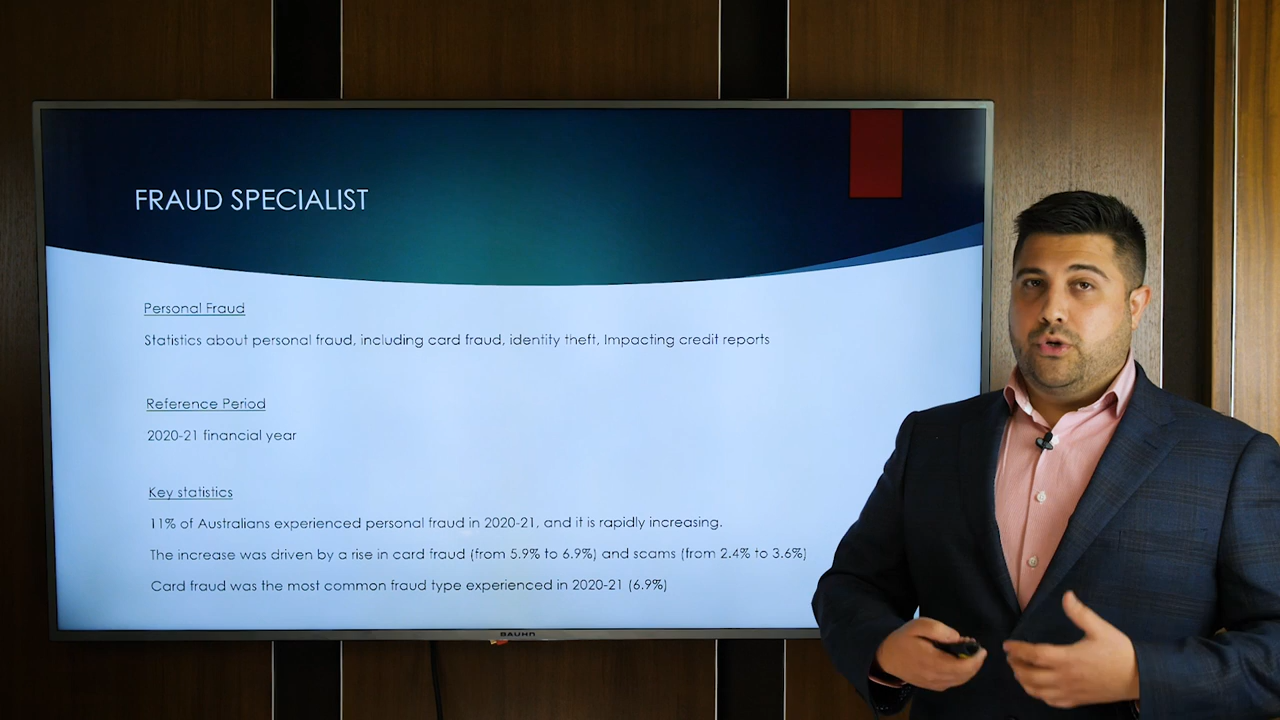 FRAUD SPECIALIST
Personal Fraud
Statistics about personal fraud, including card fraud, identity theft, Impacting credit reports
Reference Period
2020-21 financial year
Key statistics
11% of Australians experienced personal fraud in 2020-21, and it is rapidly increasing.
The increase was driven by a rise in card fraud (from 5.9% to 6.9%) and scams (from 2.4% to 3.6%)
Card fraud was the most common fraud type experienced in 2020-21 (6.9%)
BAUHN